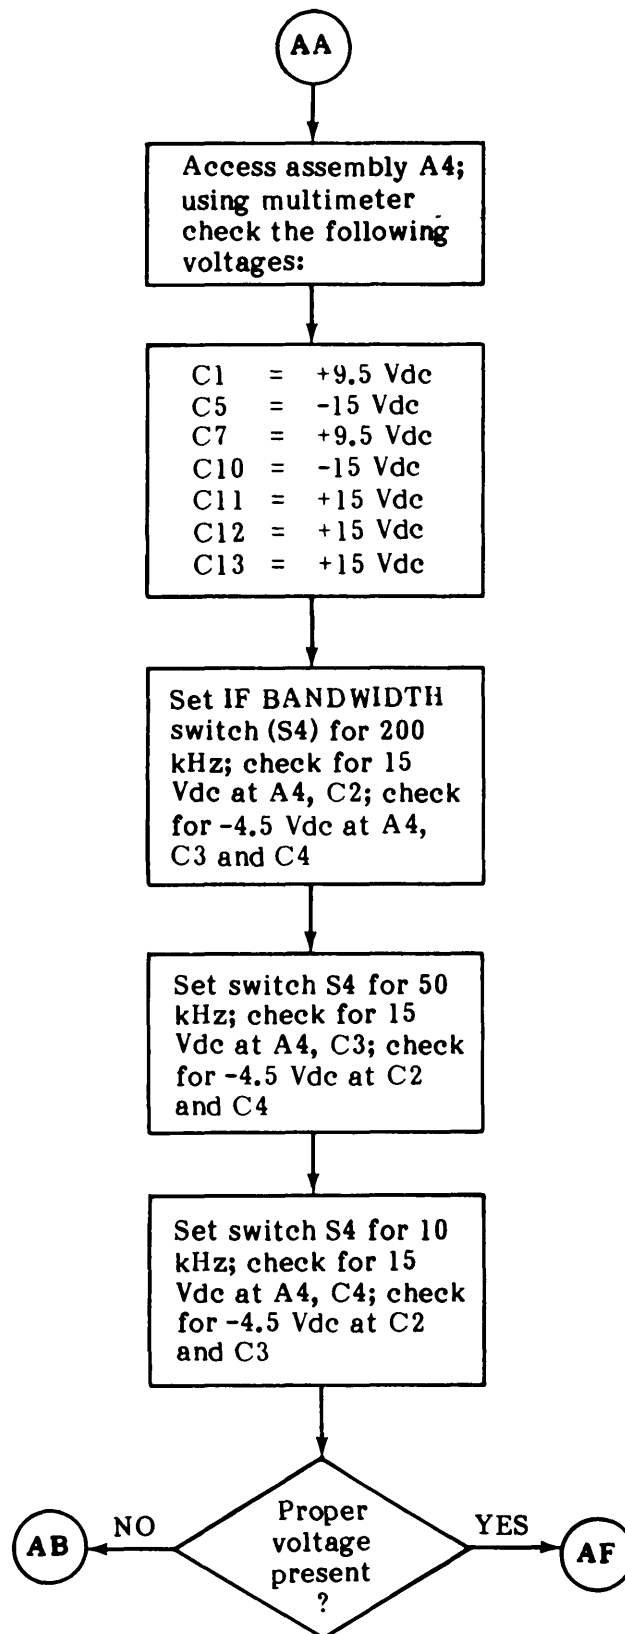 AA
Access assembly A4;
using multimeter
check the following
voltages:
C1 = +9.5 Vdc
C5 = -15 Vdc
C7 = +9.5 Vdc
C10 = -15 Vdc
C11 = +15 Vdc
C12 = +15 Vdc
C13 = +15 Vdc
Set IF BANDWIDTH
switch (S4) for 200
kHz; check for 15
Vdc at A4, C2; check
for -4.5 Vdc at A4,
C3 and C4
Set switch S4 for 50
kHz; check for 15
Vdc at A4, C3; check
for -4.5 Vdc at C2
and C4
Set switch S4 for 10
kHz; check for 15
Vdc at A4, C4; check
for -4.5 Vdc at C2
and C3
Proper
voltage
present
?
NO
AB
YES
AF